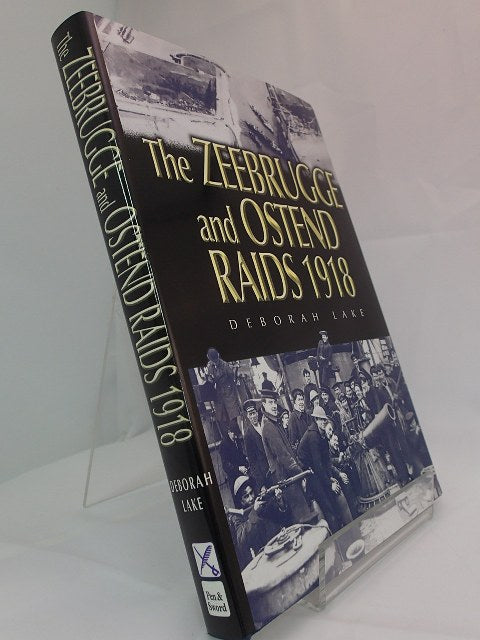 The ZEEBRUGGE
and OSTEND
RAIDS 1918
DEBORAH LAKE
The ZEEBRUGGE and OSTEND RAIDS 1918
DEBORAH
LAKE
Pen &
Sword